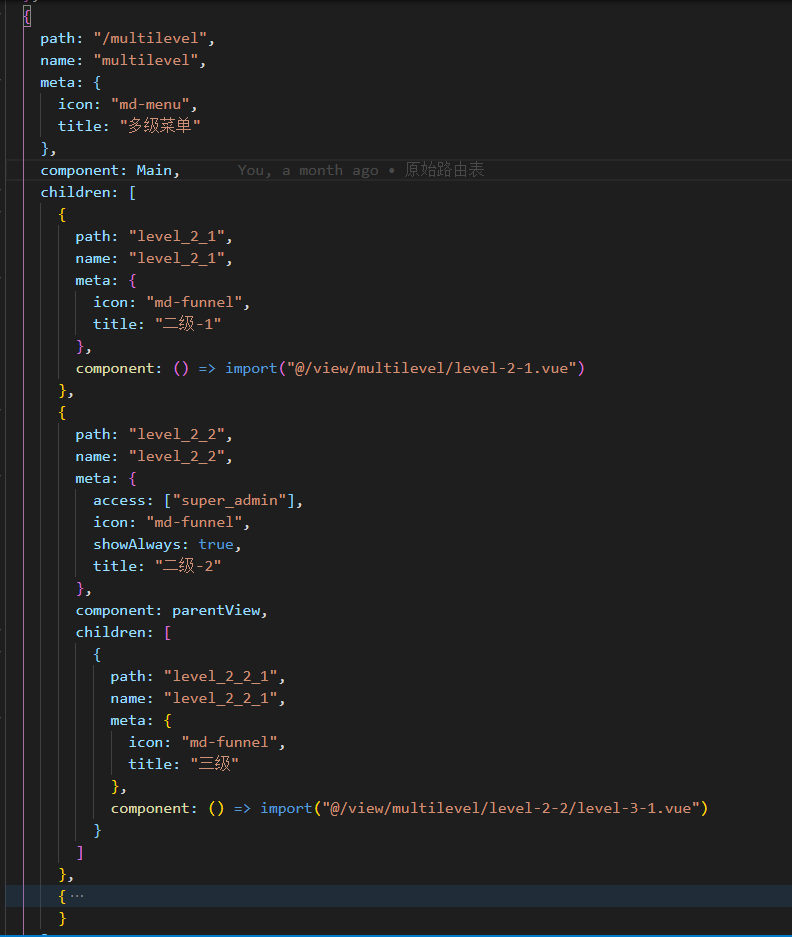 {
path: "/multilevel",
name: "multilevel",
meta: {
icon: "md-menu",
title: "多级菜单"
},
component: Main, You, a month ago • 原始路由表
children: [
{
path: "level_2_1",
name: "level_2_1",
meta: {
icon: "md-funnel",
title: "二级-1"
},
component: () => import("@/view/multilevel/level-2-1.vue")
},
{
path: "level_2_2",
name: "level_2_2",
meta: {
access: ["super_admin"],
icon: "md-funnel",
showAlways: true,
title: "二级-2"
},
component: parentView,
children: [
{
path: "level_2_2_1",
name: "level_2_2_1",
meta: {
icon: "md-funnel",
title: "三级"
},
component: () => import("@/view/multilevel/level-2-2/level-3-1.vue")
}
]
},
{ ⋯
}